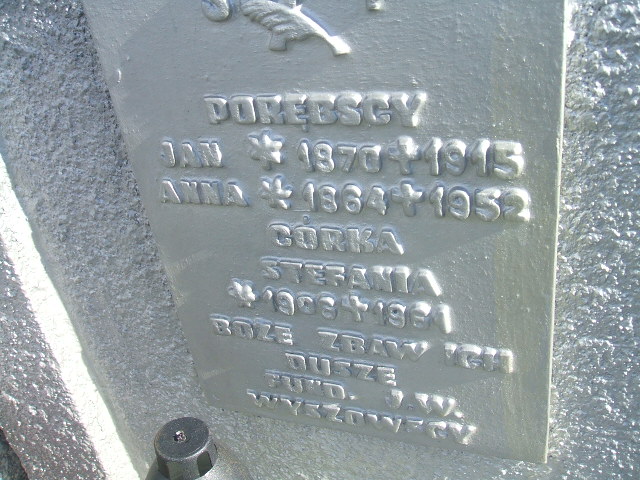 PORĘBSCY
JAN * 1870 + 1915
ANNA * 1864 + 1952
CÓRKA
STEFANIA
* 1906 + 1961
BOŻE ZBAW ICH
DUSZE
FUND. J.W.
WYSZOWSCY